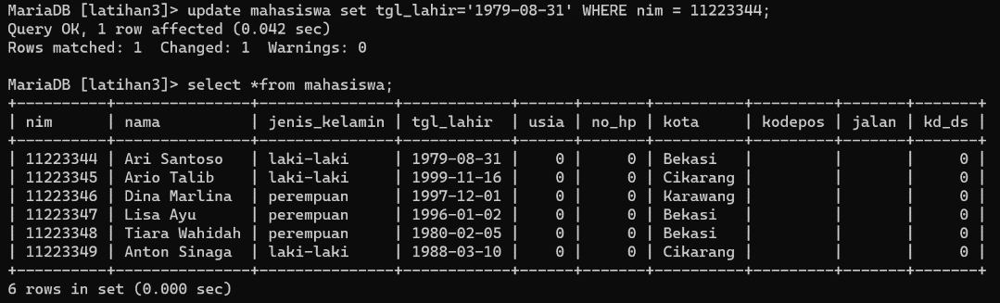 MariaDB [latihan3]> update mahasiswa set tgl_lahir='1979-08-31' WHERE nim = 11223344;
Query OK, 1 row affected (0.042 sec)
Rows matched: 1  Changed: 1  Warnings: 0
MariaDB [latihan3]> select *from mahasiswa;
+----------+---------------+---------------+------------+------+-------+----------+---------+-------+-------+
| nim      | nama          | jenis_kelamin | tgl_lahir  | usia | no_hp | kota     | kodepos | jalan | kd_ds |
+----------+---------------+---------------+------------+------+-------+----------+---------+-------+-------+
| 11223344 | Ari Santoso   | laki-laki     | 1979-08-31 |    0 |     0 | Bekasi   |         |       |     0 |
| 11223345 | Ario Talib    | laki-laki     | 1999-11-16 |    0 |     0 | Cikarang |         |       |     0 |
| 11223346 | Dina Marlina  | perempuan     | 1997-12-01 |    0 |     0 | Karawang |         |       |     0 |
| 11223347 | Lisa Ayu      | perempuan     | 1996-01-02 |    0 |     0 | Bekasi   |         |       |     0 |
| 11223348 | Tiara Wahidah | perempuan     | 1980-02-05 |    0 |     0 | Bekasi   |         |       |     0 |
| 11223349 | Anton Sinaga  | laki-laki     | 1988-03-10 |    0 |     0 | Cikarang |         |       |     0 |
+----------+---------------+---------------+------------+------+-------+----------+---------+-------+-------+
6 rows in set (0.000 sec)